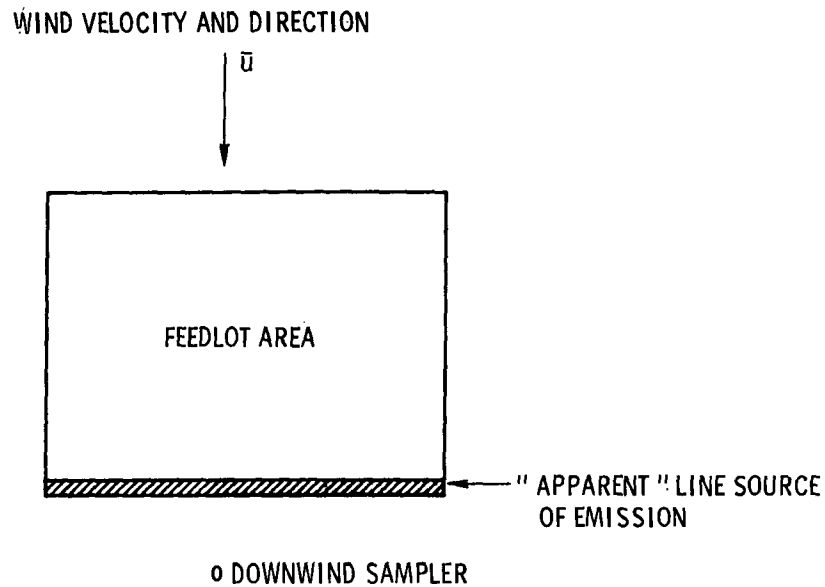 WIND VELOCITY AND DIRECTION
ū
FEEDLOT AREA
" APPARENT " LINE SOURCE
OF EMISSION
o DOWNWIND SAMPLER